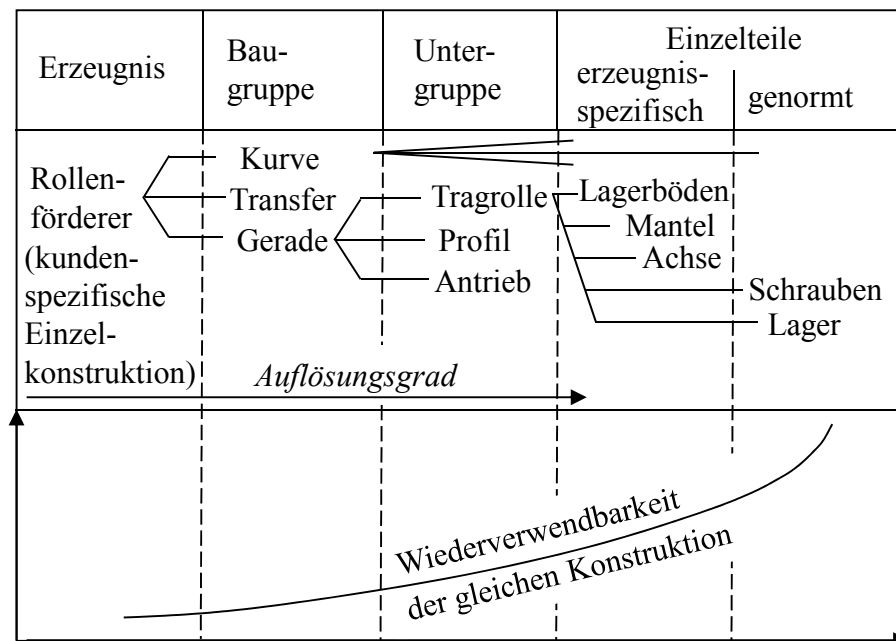 Erzeugnis
Bau-
gruppe
Unter-
gruppe
Einzelteile
erzeugnis-
spezifisch
genormt
Rollen-
förderer
(kunden-
spezifische
Einzel-
konstruktion)
Kurve
Transfer
Gerade
Tragrolle
Profil
Antrieb
Lagerböden
Mantel
Achse
Schrauben
Lager
Auflösungsgrad
Wiederverwendbarkeit
der gleichen Konstruktion